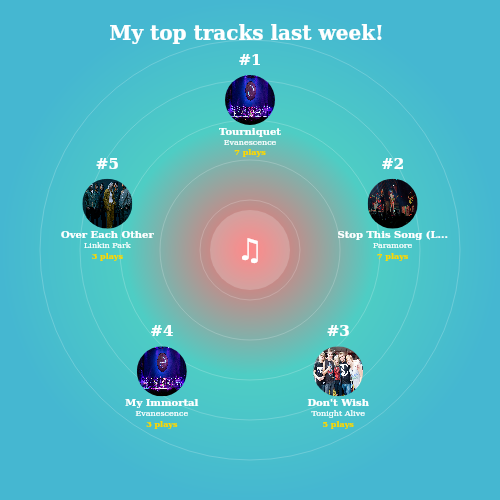 My top tracks last week!
#1
Tourniquet
Evanescence
7 plays
#2
Stop This Song (L...
Paramore
7 plays
#3
Don't Wish
Tonight Alive
5 plays
#4
My Immortal
Evanescence
3 plays
#5
Over Each Other
Linkin Park
3 plays